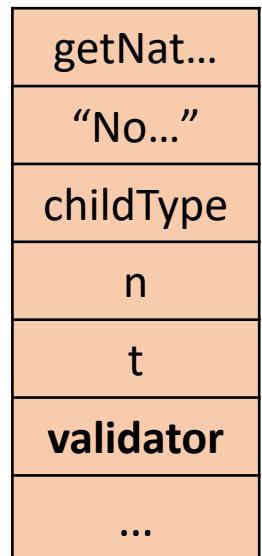 getNat…
“No…”
childType
n
t
validator
…